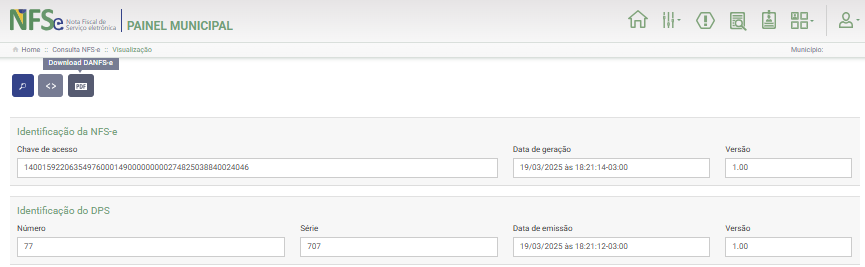 NFSe Nota Fiscal de
Serviço eletrônica
PAINEL MUNICIPAL
Home :: Consulta NFS-e :: Visualização
Município:
Download DANFS-e
PDF
Identificação da NFS-e
Chave de acesso
Data de geração
Versão
14001592206354976000149000000000274825038840024046
19/03/2025 às 18:21:14-03:00
1.00
Identificação do DPS
Número
Série
Data de emissão
Versão
77
707
19/03/2025 às 18:21:12-03:00
1.00